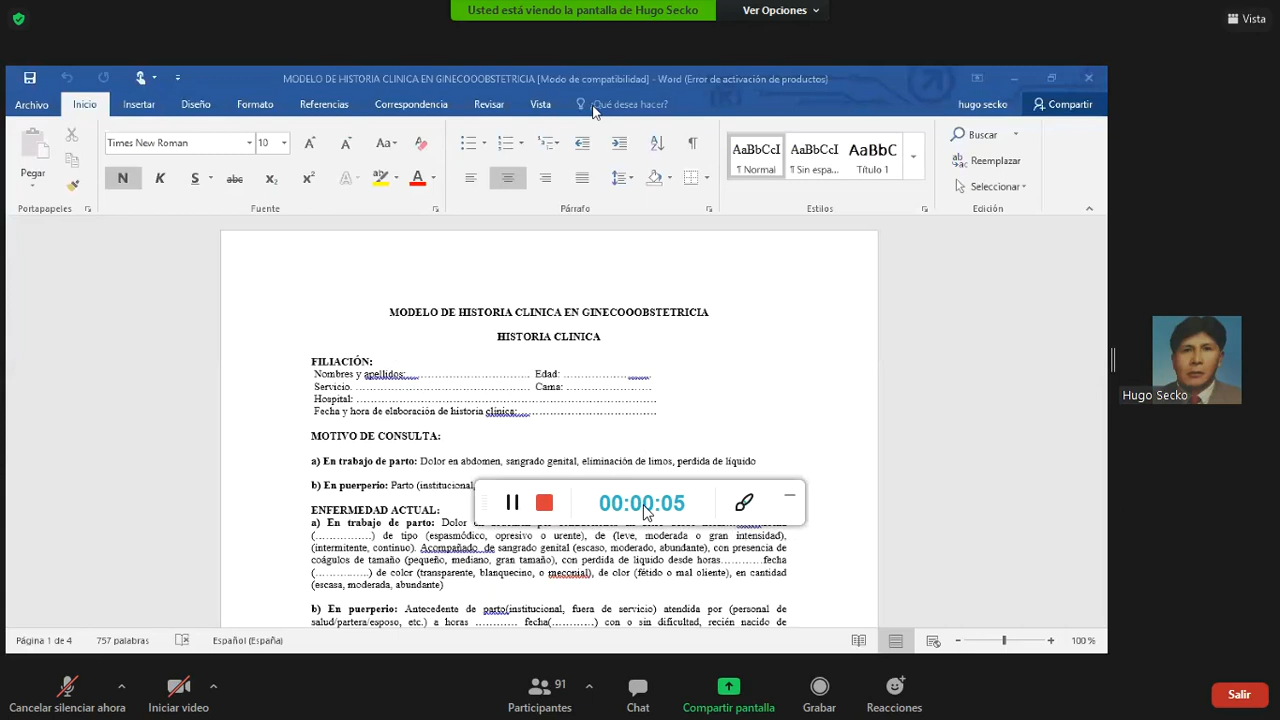 Usted está viendo la pantalla de Hugo Secko
Ver Opciones
Vista
MODELO DE HISTORIA CLINICA EN GINECOOOBSTETRICIA [Modo de compatibilidad] - Word (Error de activación de productos)
Archivo Inicio Insertar Diseño Formato Referencias Correspondencia Revisar Vista ¿Qué desea hacer? hugo secko Compartir
Pegar
Times New Roman 10
Aa
N K S abc x₂ x²
AaBbCcI AaBbCcI AaBbC
¶ Normal ¶ Sin espa... Título 1
Buscar
Reemplazar
Seleccionar
Portapapeles Fuente Párrafo Estilos Edición
MODELO DE HISTORIA CLINICA EN GINECOOOBSTETRICIA
HISTORIA CLINICA
FILIACIÓN:
Nombres y apellidos:................................ Edad: ........................
Servicio. ................................................ Cama: ........................
Hospital: ..............................................................................
Fecha y hora de elaboración de historia clínica:...................................
MOTIVO DE CONSULTA:
a) En trabajo de parto: Dolor en abdomen, sangrado genital, eliminación de limos, perdida de líquido
b) En puerperio: Parto (institucional,
00:00:05
ENFERMEDAD ACTUAL:
a) En trabajo de parto: Dolor
(................) de tipo (espasmódico, opresivo o urente), de (leve, moderada o gran intensidad),
(intermitente, continuo). Acompañado de sangrado genital (escaso, moderado, abundante), con presencia de
coágulos de tamaño (pequeño, mediano, gran tamaño), con perdida de líquido desde horas............fecha
(...............) de color (transparente, blanquecino, o meconial), de olor (fétido o mal oliente), en cantidad
(escasa, moderada, abundante)
b) En puerperio: Antecedente de parto(institucional, fuera de servicio) atendida por (personal de
salud/partera/esposo, etc.) a horas ............ fecha(............) con o sin dificultad, recién nacido de
Hugo Secko
Página 1 de 4 757 palabras Español (España) 100 %
Cancelar silenciar ahora Iniciar video 91 Participantes Chat Compartir pantalla Grabar Reacciones Salir